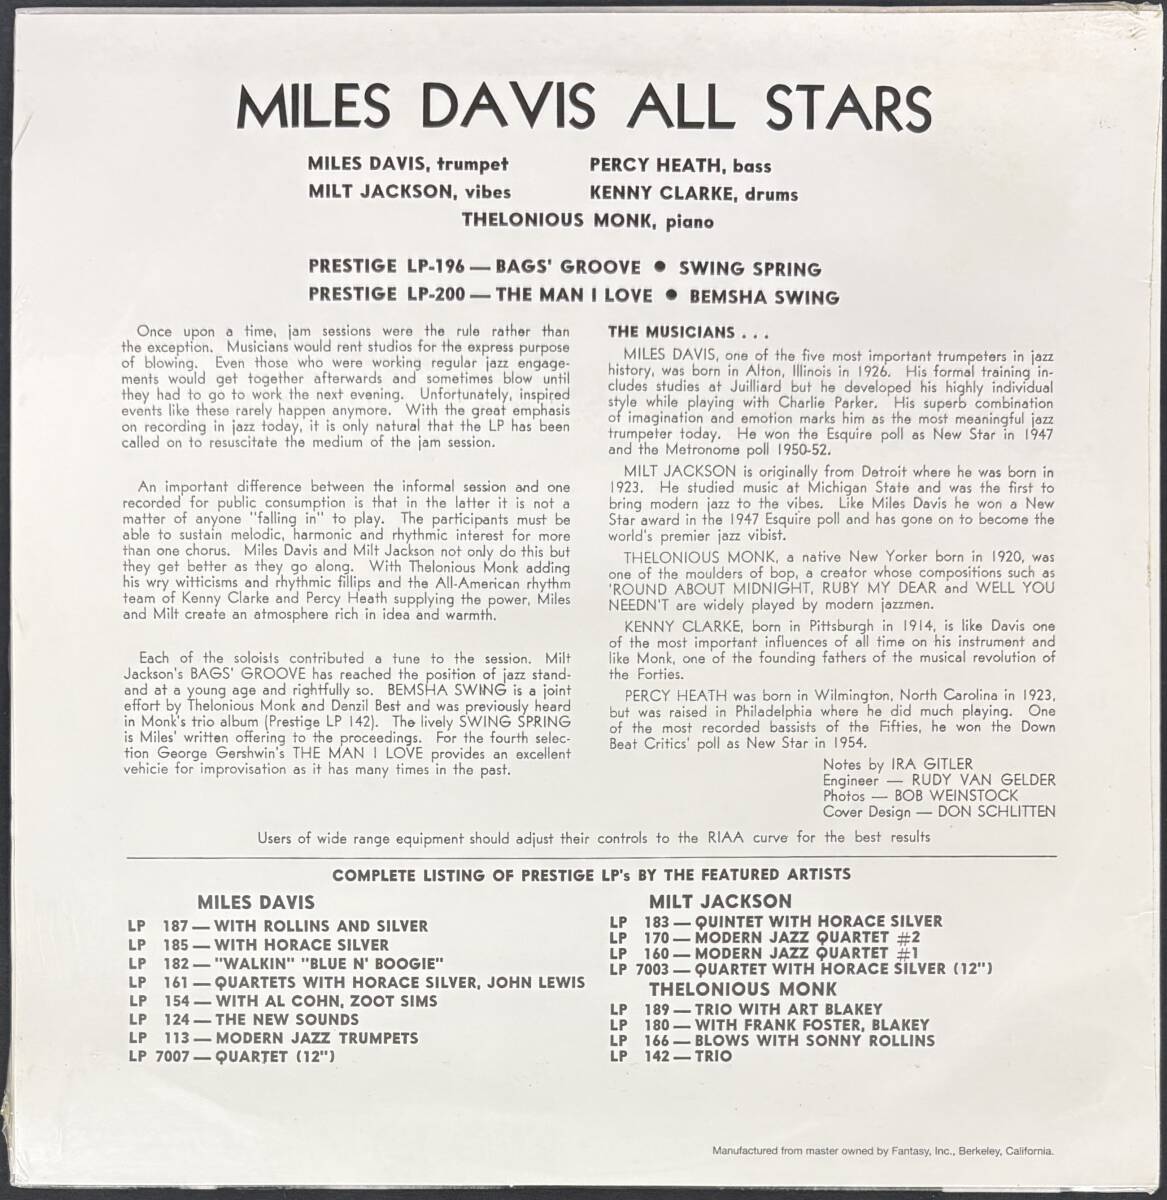 MILES DAVIS ALL STARS
MILES DAVIS, trumpet
PERCY HEATH, bass
MILT JACKSON, vibes
KENNY CLARKE, drums
THELONIOUS MONK, piano
PRESTIGE LP-196 — BAGS' GROOVE ● SWING SPRING
PRESTIGE LP-200 — THE MAN I LOVE ● BEMSHA SWING
Once upon a time, jam sessions were the rule rather than
the exception. Musicians would rent studios for the express purpose
of blowing. Even those who were working regular jazz engage-
ments would get together afterwards and sometimes blow until
they had to go to work the next evening. Unfortunately, inspired
events like these rarely happen anymore. With the great emphasis
on recording in jazz today, it is only natural that the LP has been
called on to resuscitate the medium of the jam session.
An important difference between the informal session and one
recorded for public consumption is that in the latter it is not a
matter of anyone "falling in" to play. The participants must be
able to sustain melodic, harmonic and rhythmic interest for more
than one chorus. Miles Davis and Milt Jackson not only do this but
they get better as they go along. With Thelonious Monk adding
his wry witticisms and rhythmic fillips and the All-American rhythm
team of Kenny Clarke and Percy Heath supplying the power, Miles
and Milt create an atmosphere rich in idea and warmth.
Each of the soloists contributed a tune to the session. Milt
Jackson's BAGS' GROOVE has reached the position of jazz stand-
and at a young age and rightfully so. BEMSHA SWING is a joint
effort by Thelonious Monk and Denzil Best and was previously heard
in Monk's trio album (Prestige LP 142). The lively SWING SPRING
is Miles' written offering to the proceedings. For the fourth selec-
tion George Gershwin's THE MAN I LOVE provides an excellent
vehicie for improvisation as it has many times in the past.
THE MUSICIANS . . .
MILES DAVIS, one of the five most important trumpeters in jazz
history, was born in Alton, Illinois in 1926. His formal training in-
cludes studies at Juilliard but he developed his highly individual
style while playing with Charlie Parker. His superb combination
of imagination and emotion marks him as the most meaningful jazz
trumpeter today. He won the Esquire poll as New Star in 1947
and the Metronome poll 1950-52.
MILT JACKSON is originally from Detroit where he was born in
1923. He studied music at Michigan State and was the first to
bring modern jazz to the vibes. Like Miles Davis he won a New
Star award in the 1947 Esquire poll and has gone on to become the
world's premier jazz vibist.
THELONIOUS MONK, a native New Yorker born in 1920, was
one of the moulders of bop, a creator whose compositions such as
'ROUND ABOUT MIDNIGHT, RUBY MY DEAR and WELL YOU
NEEDN'T are widely played by modern jazzmen.
KENNY CLARKE, born in Pittsburgh in 1914, is like Davis one
of the most important influences of all time on his instrument and
like Monk, one of the founding fathers of the musical revolution of
the Forties.
PERCY HEATH was born in Wilmington, North Carolina in 1923,
but was raised in Philadelphia where he did much playing. One
of the most recorded bassists of the Fifties, he won the Down
Beat Critics' poll as New Star in 1954.
Notes by IRA GITLER
Engineer — RUDY VAN GELDER
Photos — BOB WEINSTOCK
Cover Design — DON SCHLITTEN
Users of wide range equipment should adjust their controls to the RIAA curve for the best results
COMPLETE LISTING OF PRESTIGE LP's BY THE FEATURED ARTISTS
MILES DAVIS
LP 187 — WITH ROLLINS AND SILVER
LP 185 — WITH HORACE SILVER
LP 182 — "WALKIN" "BLUE N' BOOGIE"
LP 161 — QUARTETS WITH HORACE SILVER, JOHN LEWIS
LP 154 — WITH AL COHN, ZOOT SIMS
LP 124 — THE NEW SOUNDS
LP 113 — MODERN JAZZ TRUMPETS
LP 7007 — QUARTET (12")
MILT JACKSON
LP 183 — QUINTET WITH HORACE SILVER
LP 170 — MODERN JAZZ QUARTET #2
LP 160 — MODERN JAZZ QUARTET #1
LP 7003 — QUARTET WITH HORACE SILVER (12")
THELONIOUS MONK
LP 189 — TRIO WITH ART BLAKEY
LP 180 — WITH FRANK FOSTER, BLAKEY
LP 166 — BLOWS WITH SONNY ROLLINS
LP 142 — TRIO
Manufactured from master owned by Fantasy, Inc., Berkeley, California.